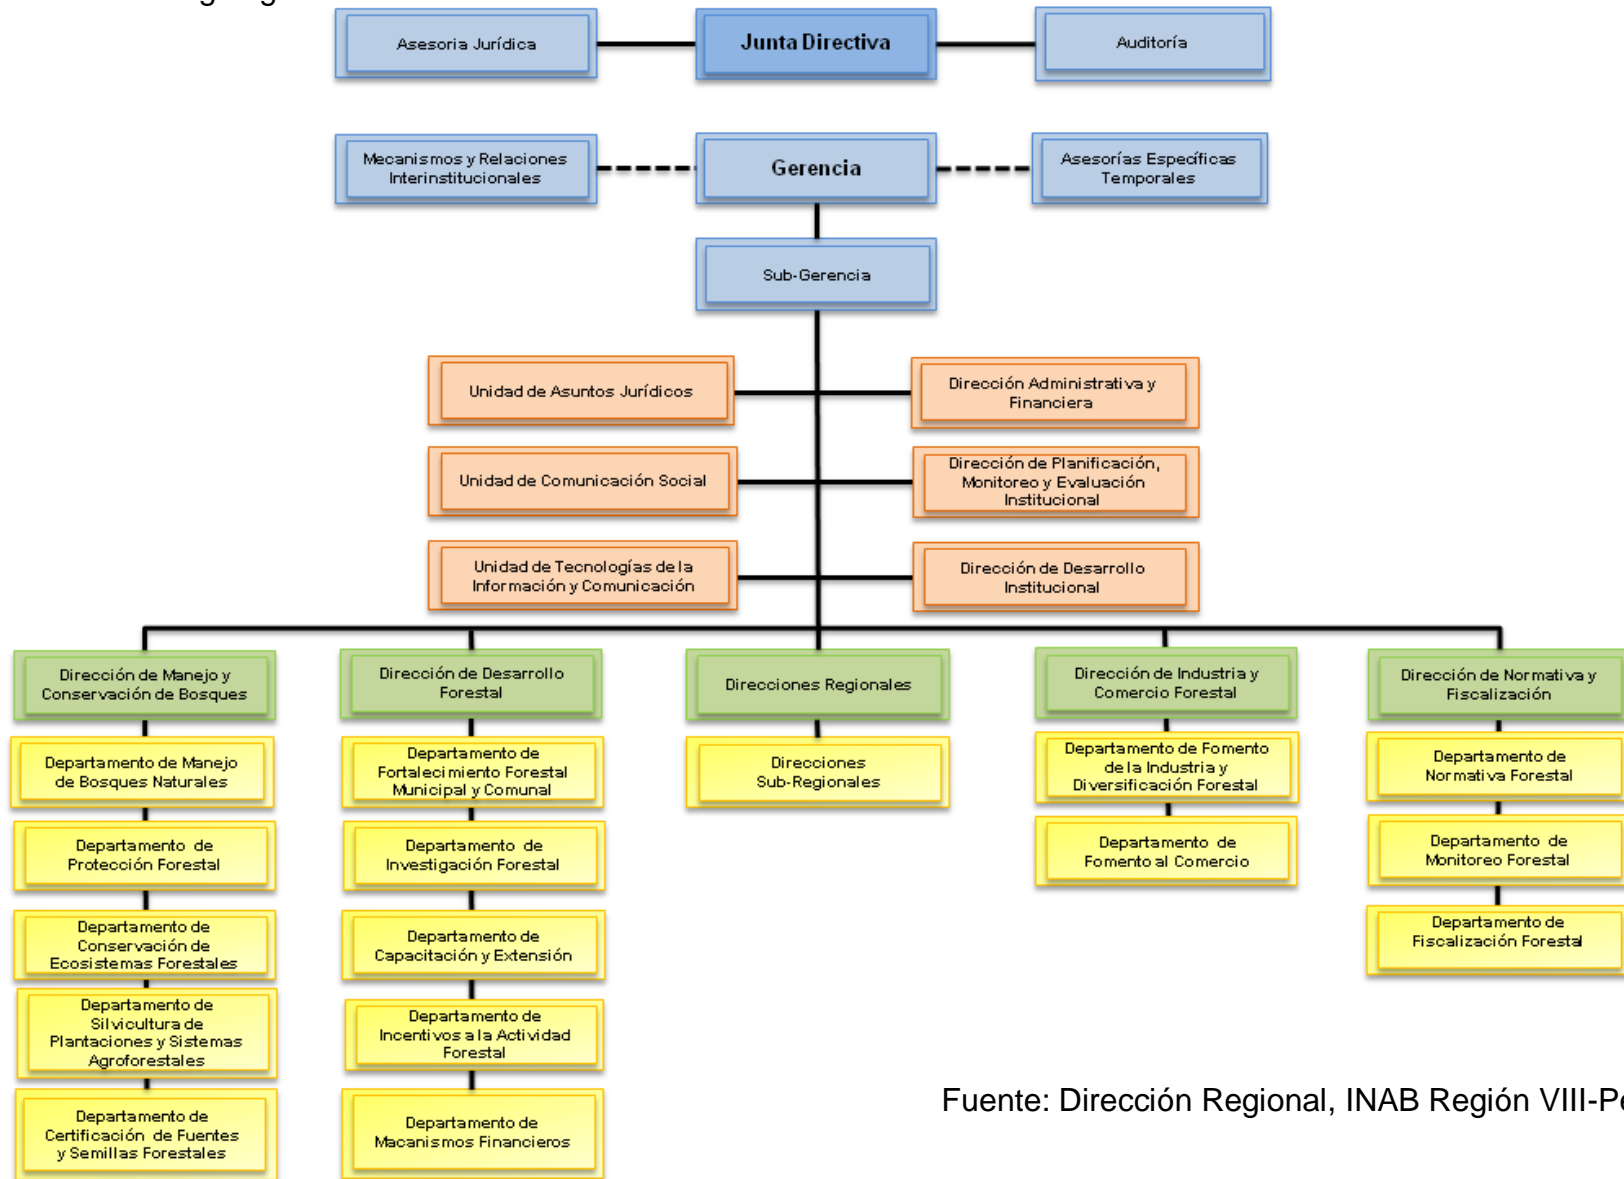 Asesoria Jurídica
Junta Directiva
Auditoría
Mecanismos y Relaciones
Interinstitucionales
Gerencia
Asesorías Específicas
Temporales
Sub-Gerencia
Unidad de Asuntos Jurídicos
Dirección Administrativa y
Financiera
Unidad de Comunicación Social
Dirección de Planificación,
Monitoreo y Evaluación
Institucional
Unidad de Tecnologías de la
Información y Comunicación
Dirección de Desarrollo
Institucional
Dirección de Manejo y
Conservación de Bosques
Dirección de Desarrollo
Forestal
Direcciones Regionales
Dirección de Industria y
Comercio Forestal
Dirección de Normativa y
Fiscalización
Departamento de Manejo
de Bosques Naturales
Departamento de
Fortalecimiento Forestal
Municipal y Comunal
Direcciones
Sub-Regionales
Departamento de Fomento
de la Industria y
Diversificación Forestal
Departamento de
Normativa Forestal
Departamento de
Protección Forestal
Departamento de
Investigación Forestal
Departamento de
Fomento al Comercio
Departamento de
Monitoreo Forestal
Departamento de
Conservación de
Ecosistemas Forestales
Departamento de
Capacitación y Extensión
Departamento de
Fiscalización Forestal
Departamento de
Silvicultura de
Plantaciones y Sistemas
Agroforestales
Departamento de
Incentivos a la Actividad
Forestal
Departamento de
Certificación de Fuentes
y Semillas Forestales
Departamento de
Macanismos Financieros
Fuente: Dirección Regional, INAB Región VIII-Pe